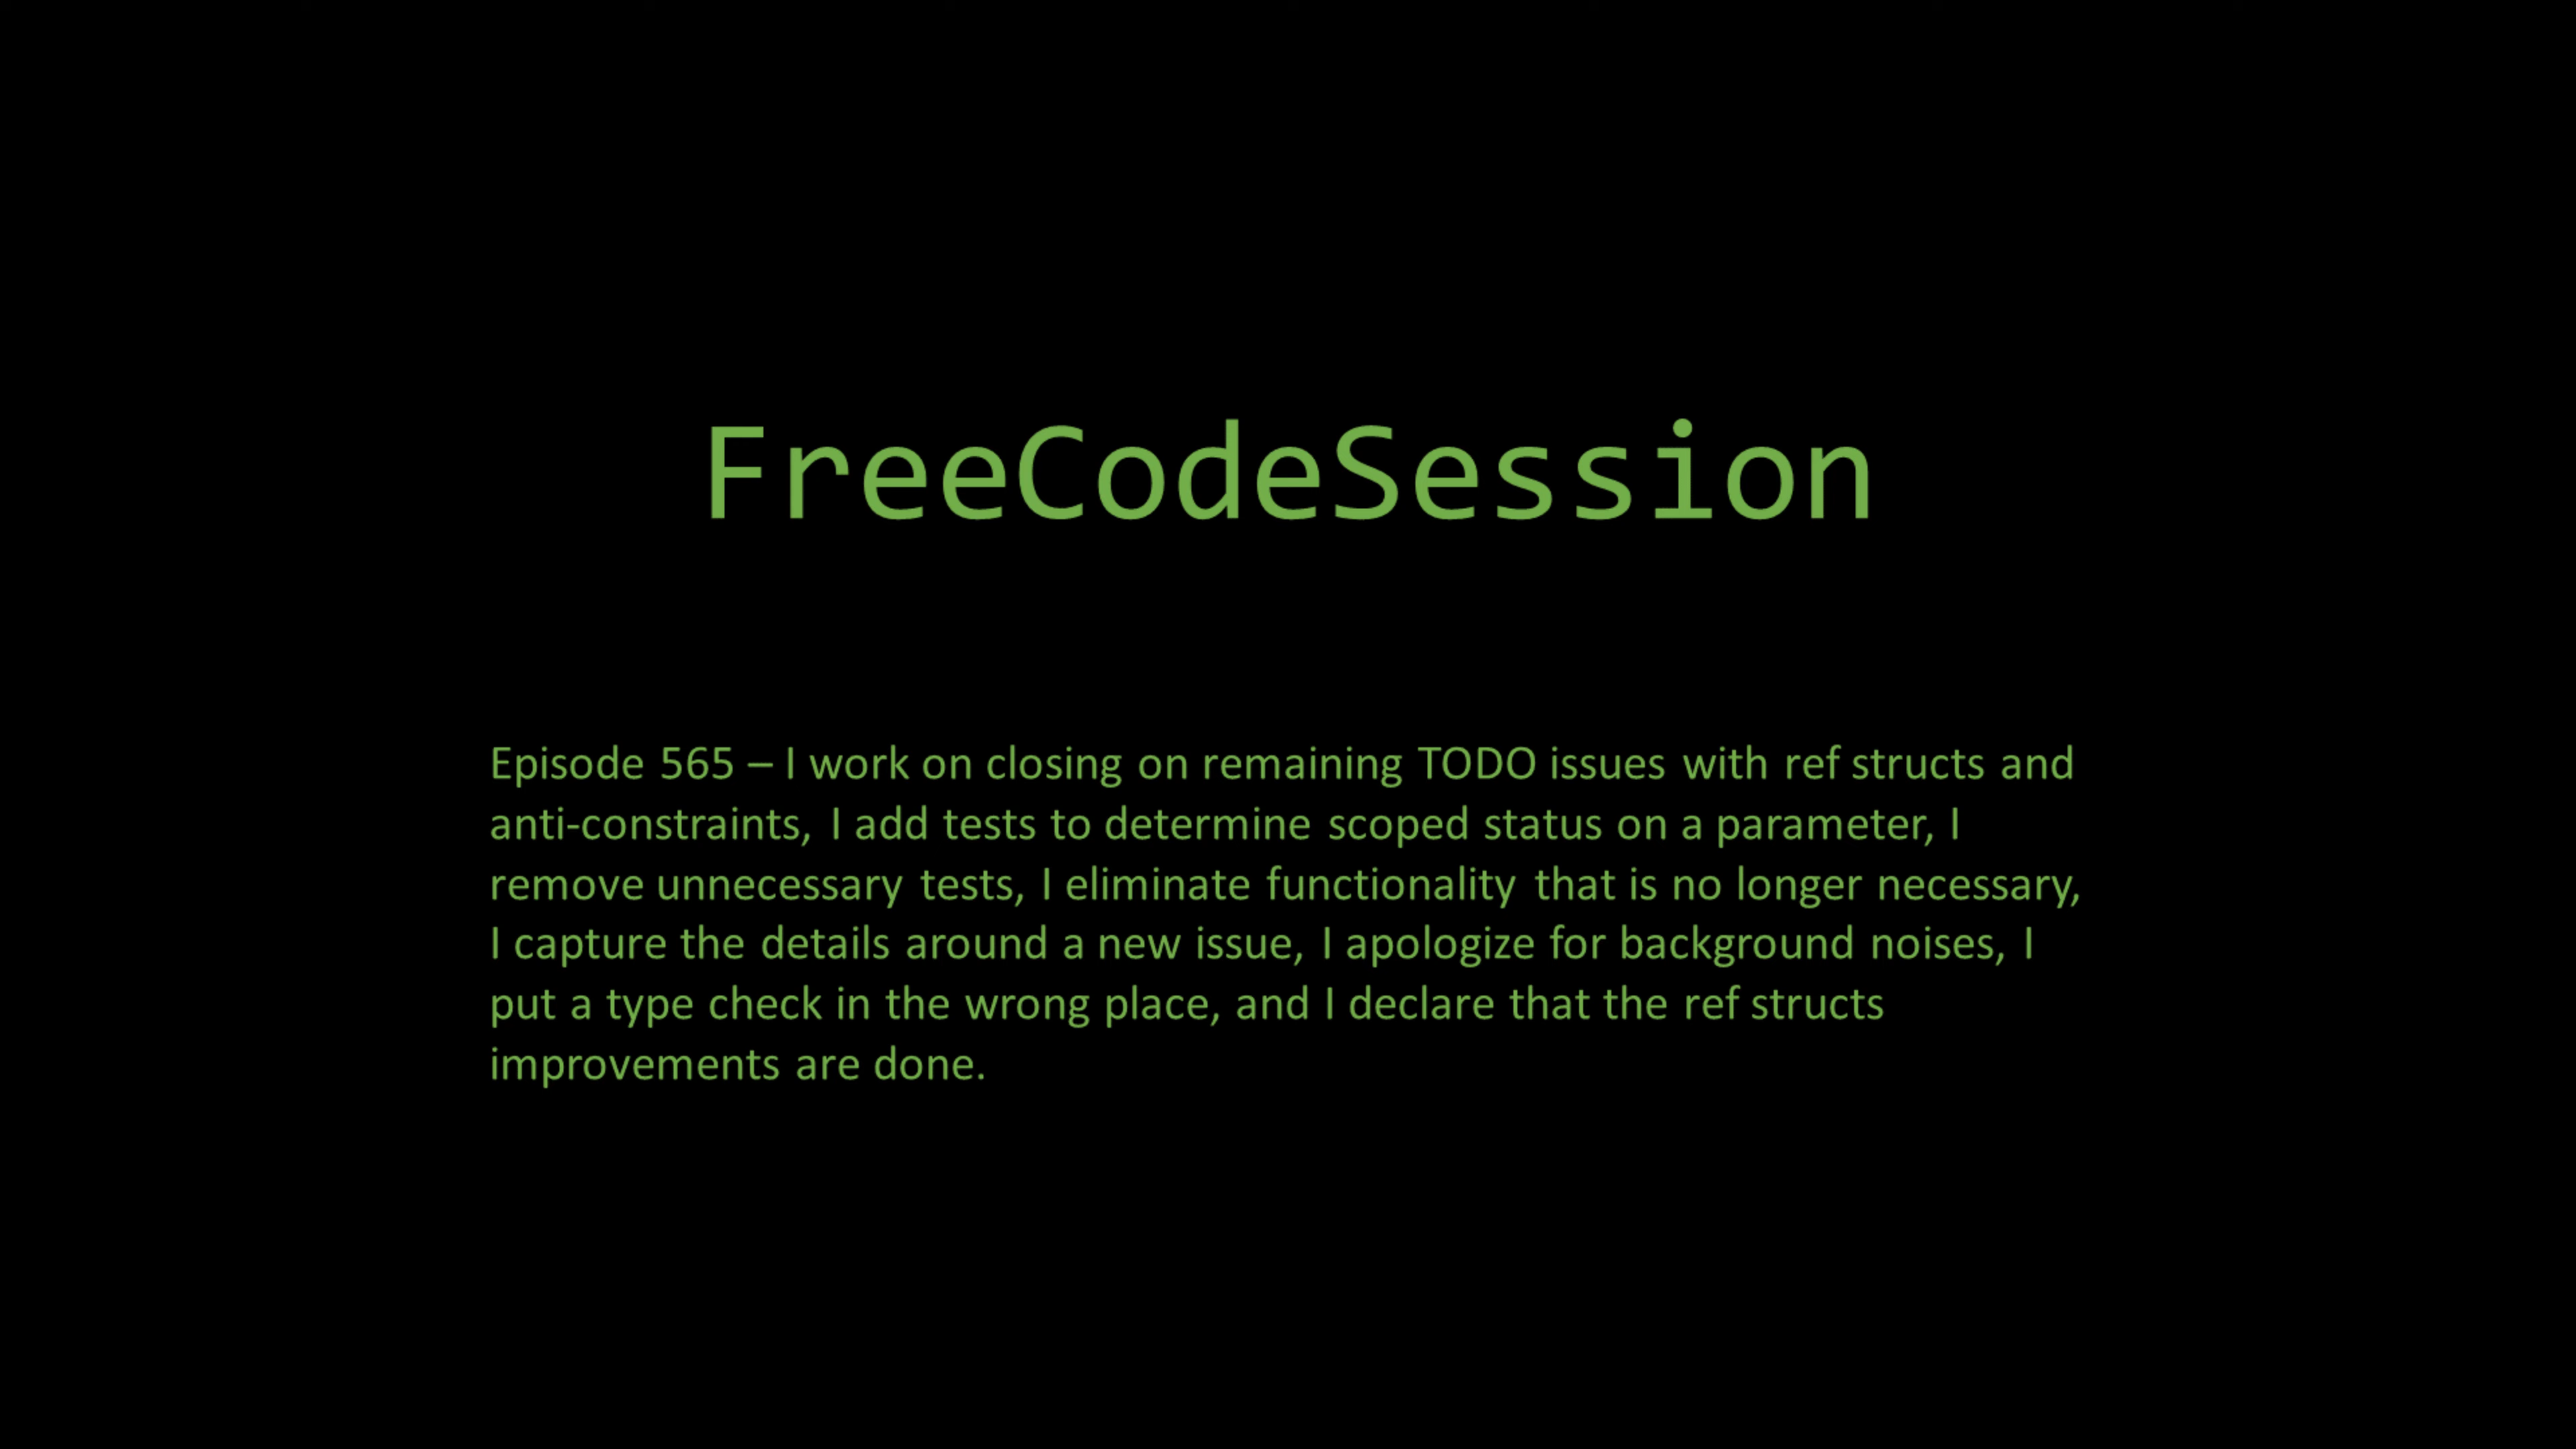 FreeCodeSession
Episode 565 – I work on closing on remaining TODO issues with ref structs and
anti-constraints, I add tests to determine scoped status on a parameter, I
remove unnecessary tests, I eliminate functionality that is no longer necessary,
I capture the details around a new issue, I apologize for background noises, I
put a type check in the wrong place, and I declare that the ref structs
improvements are done.